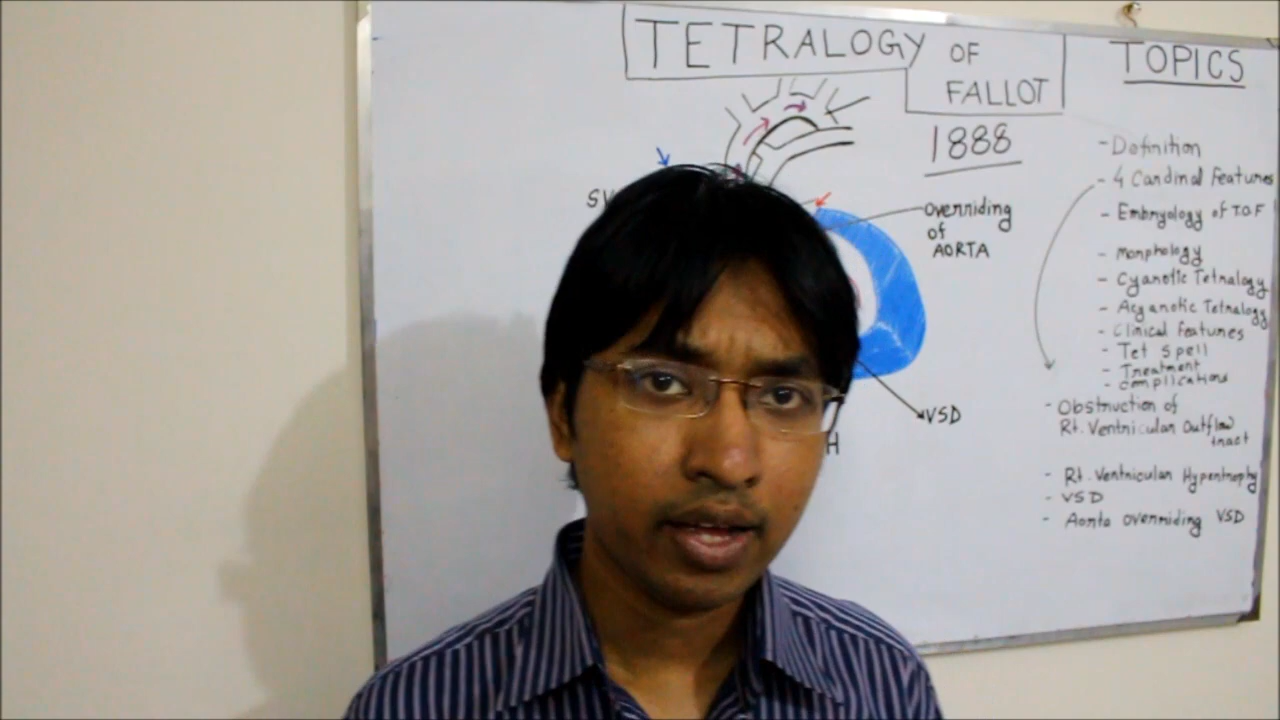 TETRALOGY OF
FALLOT
1888
SV
overriding
of
AORTA
VSD
H
TOPICS
- Definition
- 4 Cardinal Features
- Embryology of T.O.F
- Morphology
- Cyanotic Tetralogy
- Acyanotic Tetralogy
- Clinical features
- Tet spell
- Treatment
- complications
- Obstruction of
Rt. Ventricular Outflow
tract
- Rt. Ventricular Hypertrophy
- VSD
- Aorta overriding VSD